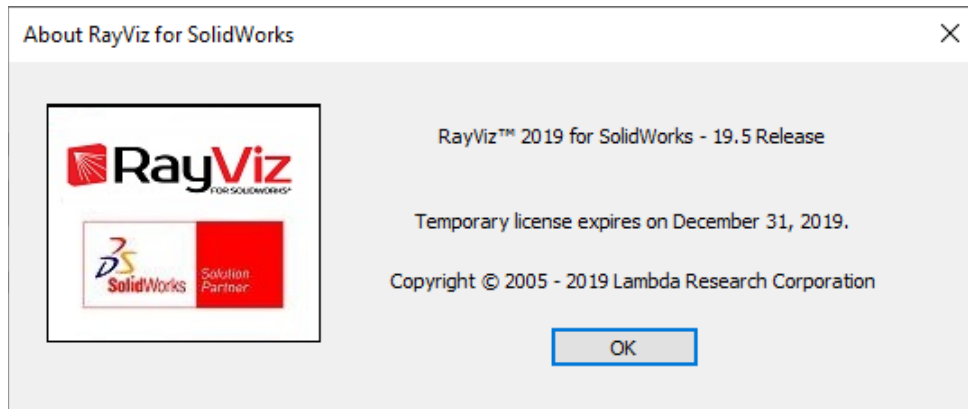 About RayViz for SolidWorks
RayViz
FOR SOLIDWORKS®
SolidWorks
Solution
Partner
RayViz™ 2019 for SolidWorks - 19.5 Release
Temporary license expires on December 31, 2019.
Copyright © 2005 - 2019 Lambda Research Corporation
OK